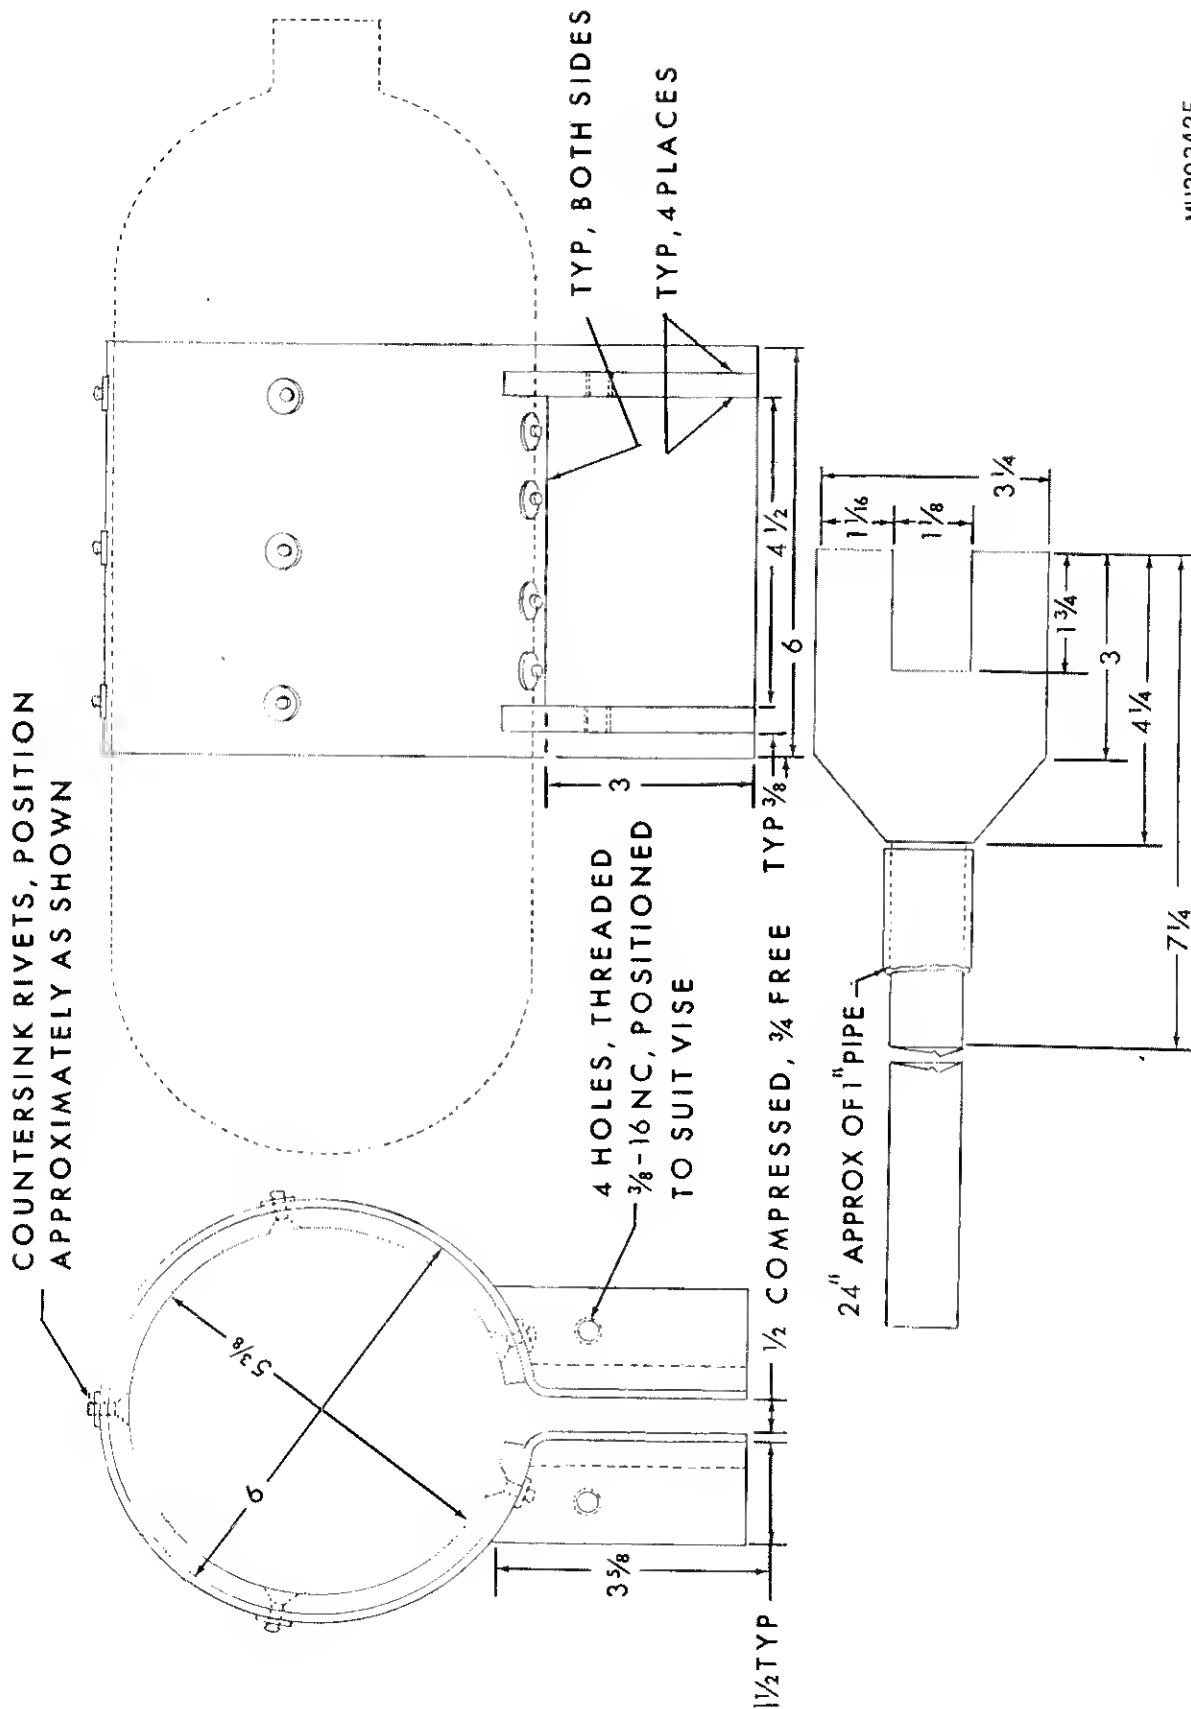 COUNTERSINK RIVETS, POSITION
APPROXIMATELY AS SHOWN
TYP, BOTH SIDES
TYP, 4 PLACES
5 3/8
6
3 5/8
1 1/2 TYP
4 HOLES, THREADED
3/8-16 NC, POSITIONED
TO SUIT VISE
1/2 COMPRESSED, 3/4 FREE
TYP 3/8
3
4 1/2
6
24" APPROX OF 1" PIPE
1 1/16
1 1/8
3 1/4
1 3/4
3
4 1/4
7 1/4